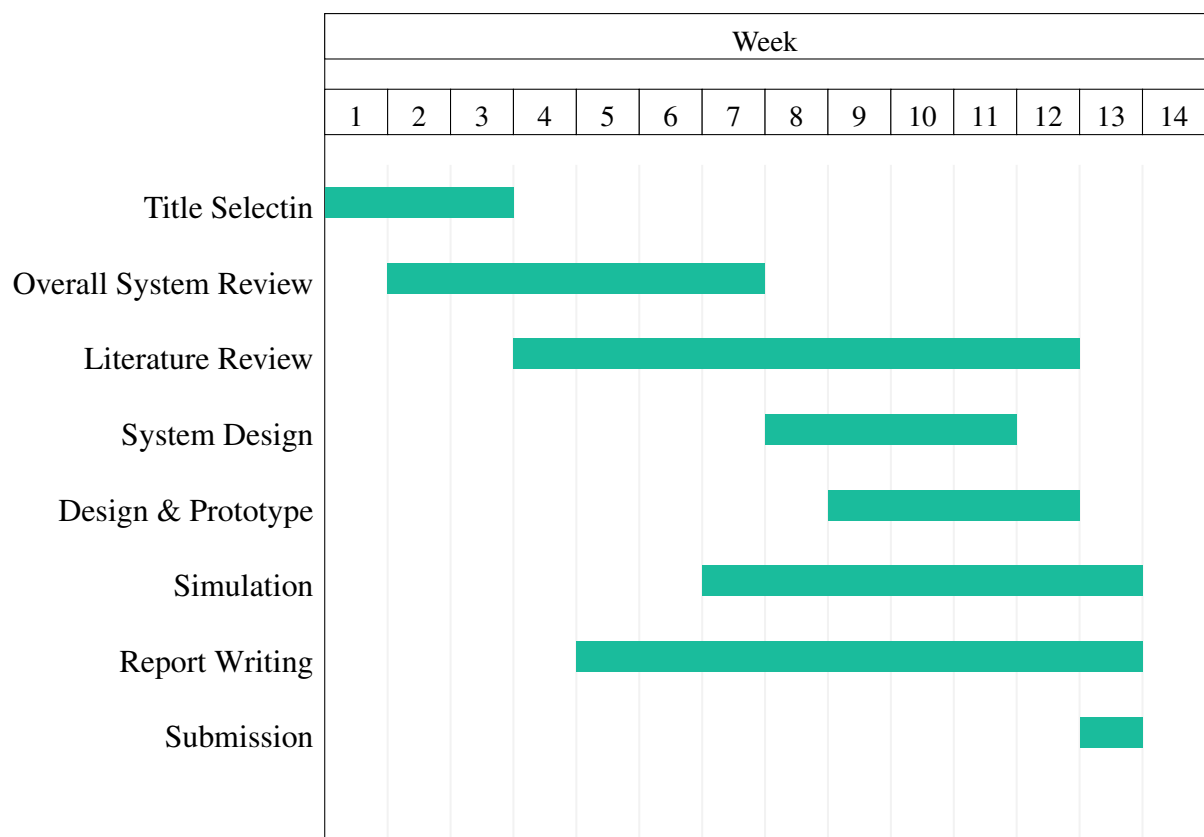 Week
1 2 3 4 5 6 7 8 9 10 11 12 13 14
Title Selectin
Overall System Review
Literature Review
System Design
Design & Prototype
Simulation
Report Writing
Submission